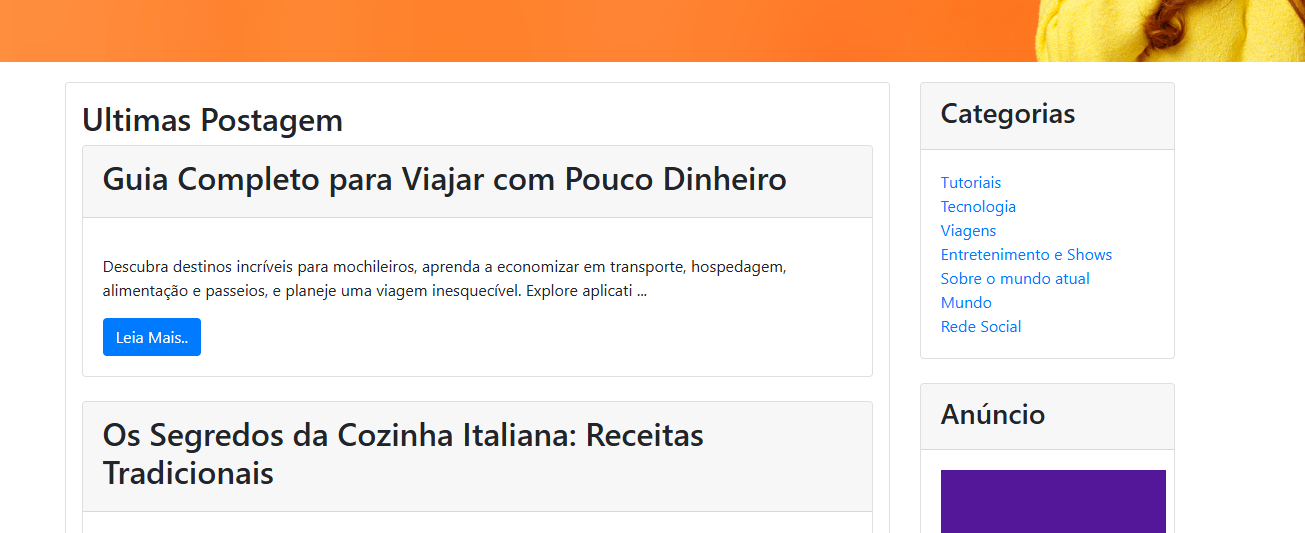 Ultimas Postagem
Guia Completo para Viajar com Pouco Dinheiro
Descubra destinos incríveis para mochileiros, aprenda a economizar em transporte, hospedagem,
alimentação e passeios, e planeje uma viagem inesquecível. Explore aplicati ...
Leia Mais..
Os Segredos da Cozinha Italiana: Receitas
Tradicionais
Categorias
Tutoriais
Tecnologia
Viagens
Entretenimento e Shows
Sobre o mundo atual
Mundo
Rede Social
Anúncio